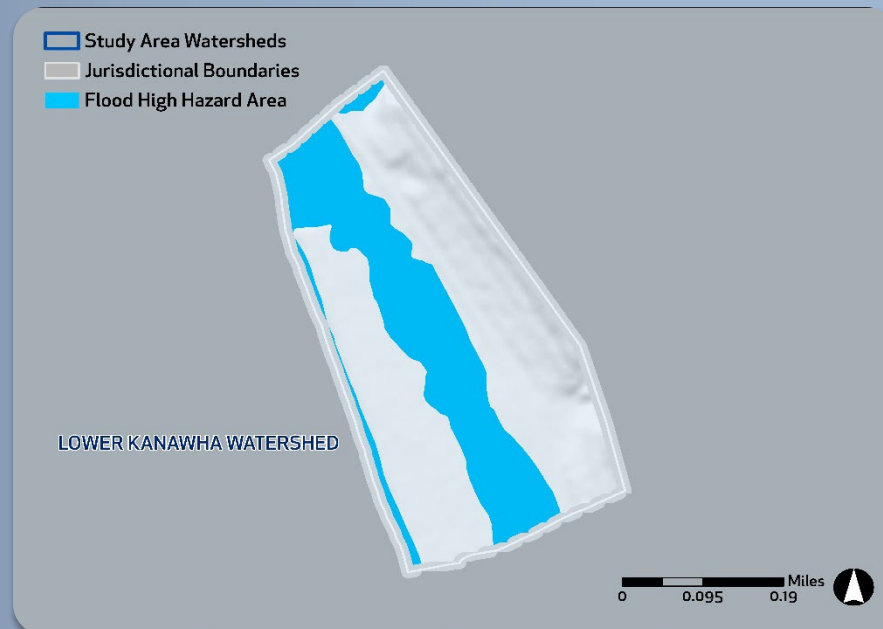 Study Area Watersheds
Jurisdictional Boundaries
Flood High Hazard Area
LOWER KANAWHA WATERSHED
Miles
0 0.095 0.19